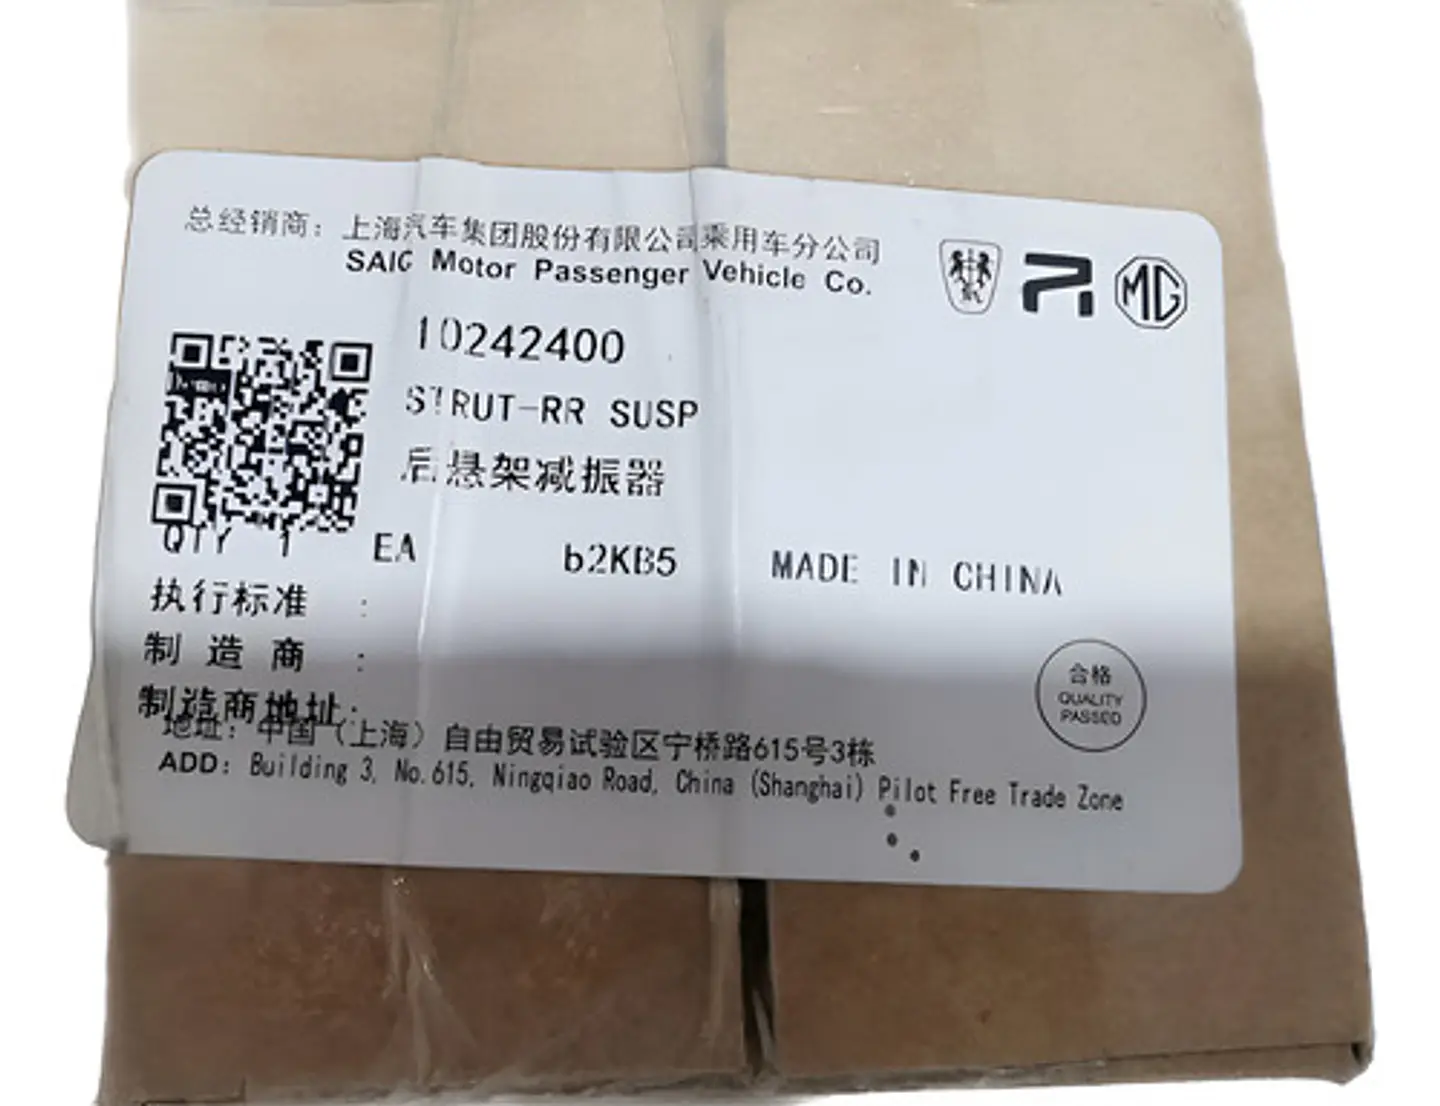 总经销商：上海汽车集团股份有限公司乘用车分公司
SAIC Motor Passenger Vehicle Co.
MG
10242400
STRUT-RR SUSP
后悬架减振器
QTY 1 EA b2KB5 MADE IN CHINA
执行标准 :
制 造 商 :
制造商地址:
合格
QUALITY
PASSED
地址：中国（上海）自由贸易试验区宁桥路615号3栋
ADD: Building 3, No.615, Ningqiao Road, China (Shanghai) Pilot Free Trade Zone